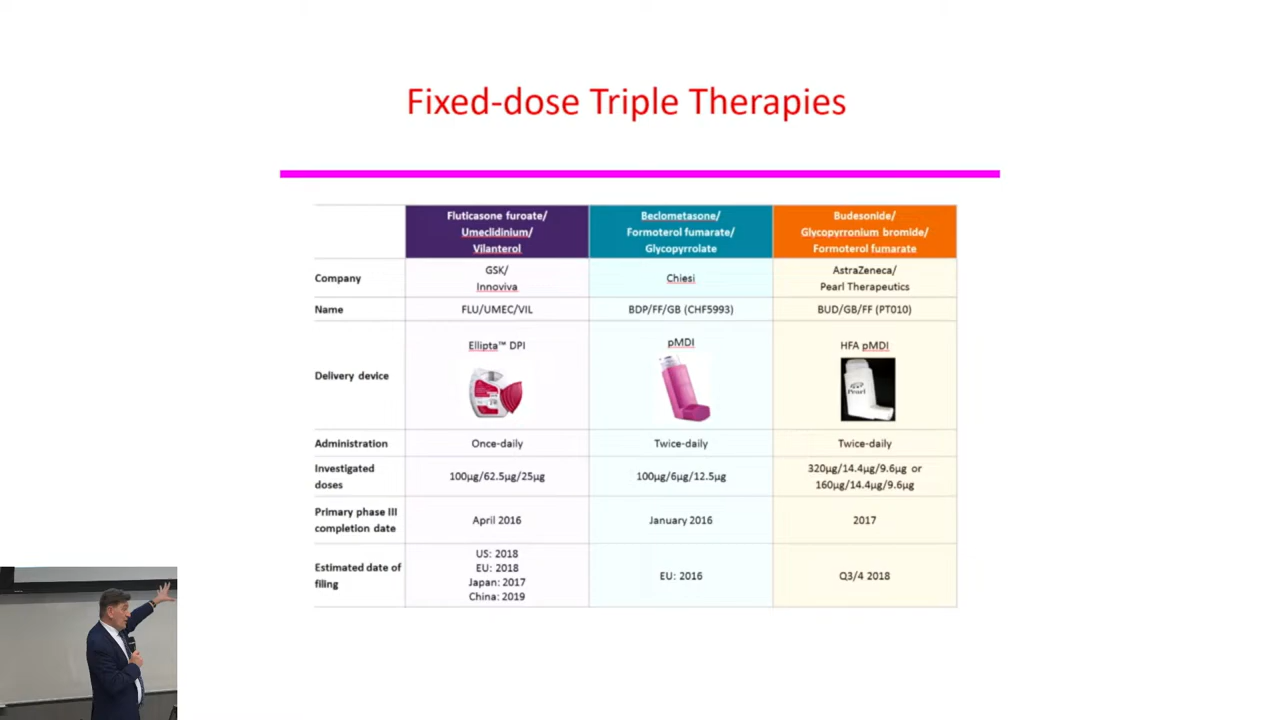 Fixed-dose Triple Therapies
Fluticasone furoate/
Umeclidinium/
Vilanterol
Beclometasone/
Formoterol fumarate/
Glycopyrrolate
Budesonide/
Glycopyrronium bromide/
Formoterol fumarate
Company
GSK/
Innoviva
Chiesi
AstraZeneca/
Pearl Therapeutics
Name
FLU/UMEC/VIL
BDP/FF/GB (CHF5993)
BUD/GB/FF (PT010)
Delivery device
Ellipta™ DPI
pMDI
HFA pMDI
Pearl
Administration
Once-daily
Twice-daily
Twice-daily
Investigated
doses
100µg/62.5µg/25µg
100µg/6µg/12.5µg
320µg/14.4µg/9.6µg or
160µg/14.4µg/9.6µg
Primary phase III
completion date
April 2016
January 2016
2017
Estimated date of
filing
US: 2018
EU: 2018
Japan: 2017
China: 2019
EU: 2016
Q3/4 2018